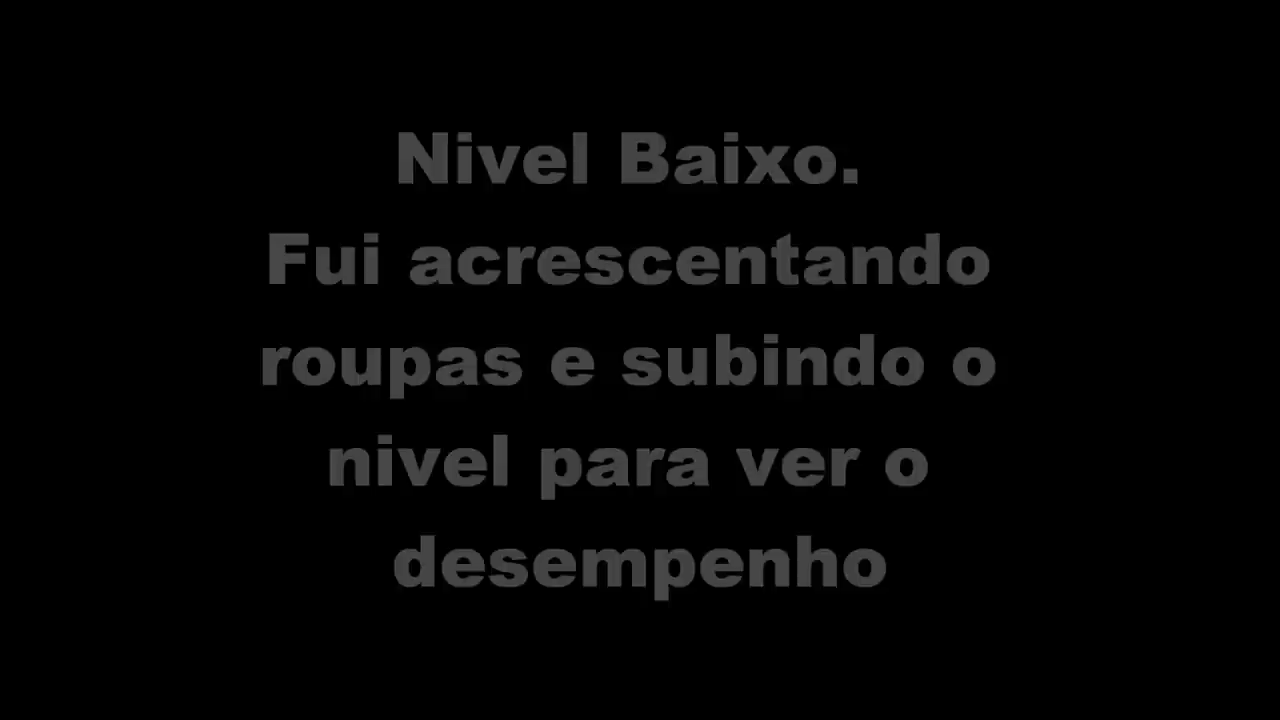 Nivel Baixo.
Fui acrescentando
roupas e subindo o
nivel para ver o
desempenho